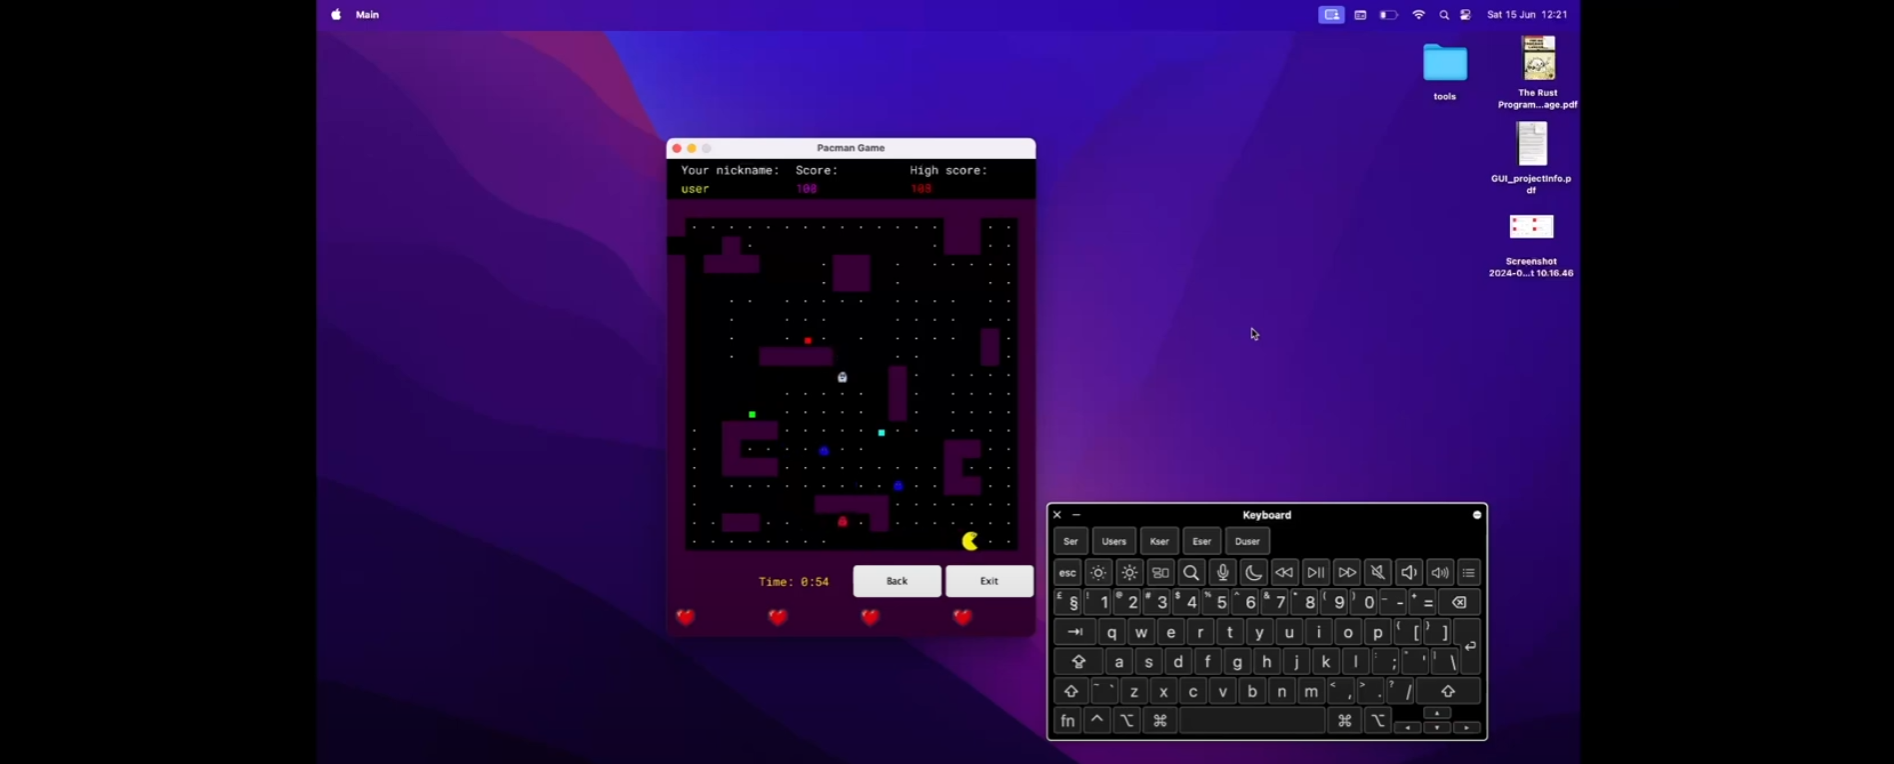 Main
Sat 15 Jun 12:21
tools
The Rust
Program...age.pdf
GUI_projectInfo.p
df
Screenshot
2024-0...t 10.16.46
Pacman Game
Your nickname: Score: High score:
user 108 108
Time: 0:54 Back Exit
Keyboard
Ser Users Kser Eser Duser
esc
£ § ! 1 @ 2 # 3 $ 4 % 5 ^ 6 & 7 * 8 ( 9 ) 0 _ - + =
q w e r t y u i o p { [ } ]
a s d f g h j k l : ; " ' | \
~ ` z x c v b n m < , > . ? /
fn ^ ⌥ ⌘ ⌘ ⌥